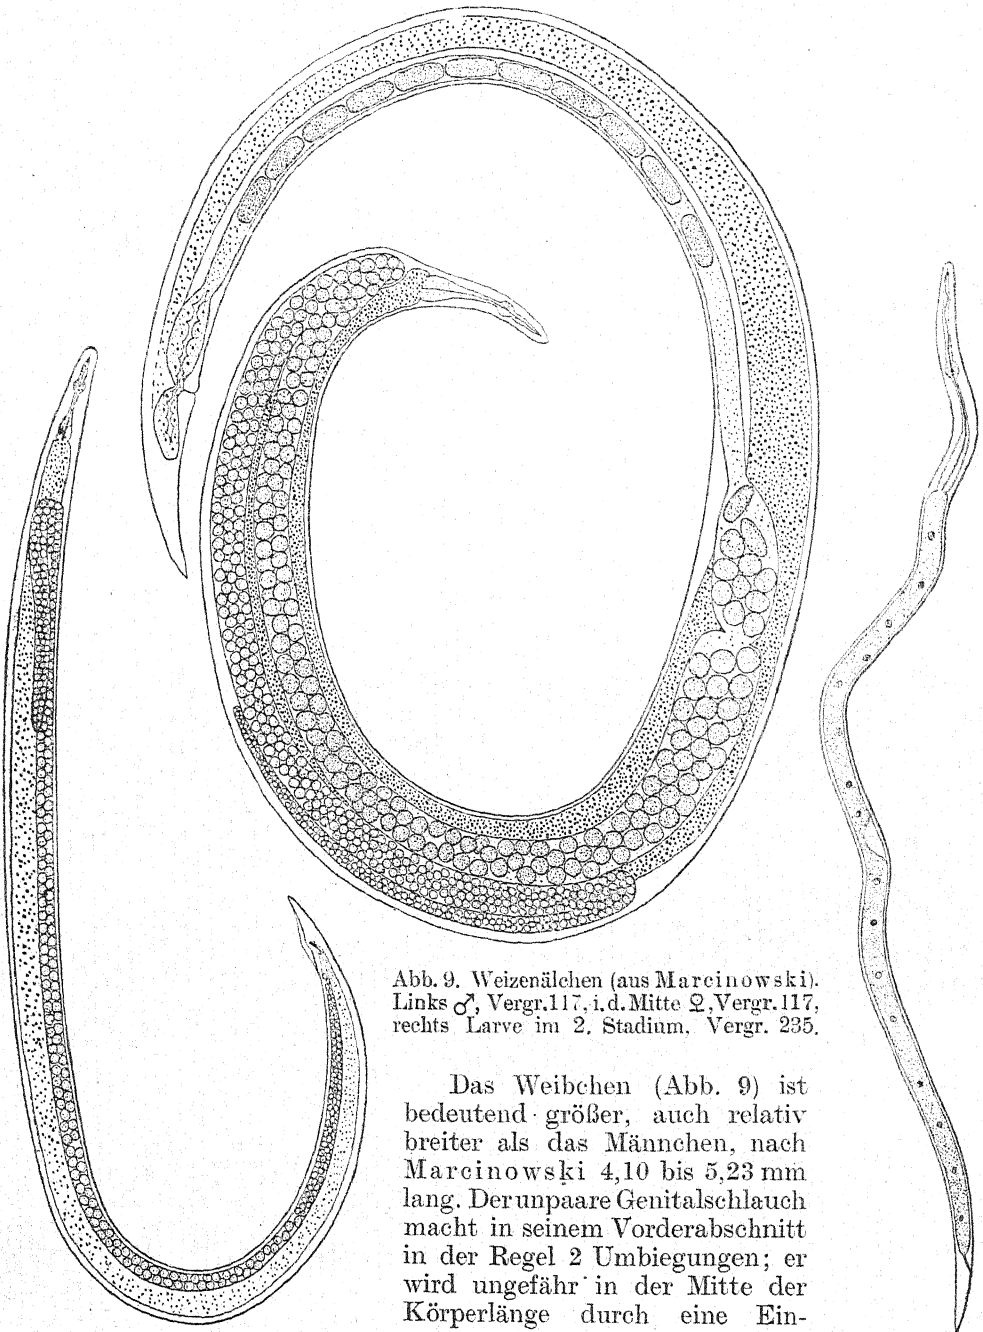 Abb. 9. Weizenälchen (aus Marcinowski).
Links ♂, Vergr. 117, i. d. Mitte ♀, Vergr. 117,
rechts Larve im 2. Stadium. Vergr. 235.
Das Weibchen (Abb. 9) ist
bedeutend größer, auch relativ
breiter als das Männchen, nach
Marcinowski 4,10 bis 5,23 mm
lang. Der unpaare Genitalschlauch
macht in seinem Vorderabschnitt
in der Regel 2 Umbiegungen; er
wird ungefähr in der Mitte der
Körperlänge durch eine Ein-